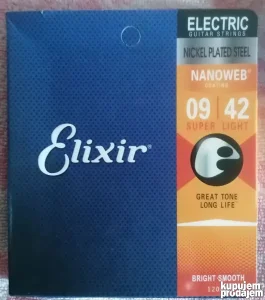 ELECTRIC
GUITAR STRINGS
NICKEL PLATED STEEL
NANOWEB®
COATING
09 42
SUPER LIGHT
Elixir®
GREAT TONE
LONG LIFE
BRIGHT SMOOTH
kupujem
prodajem